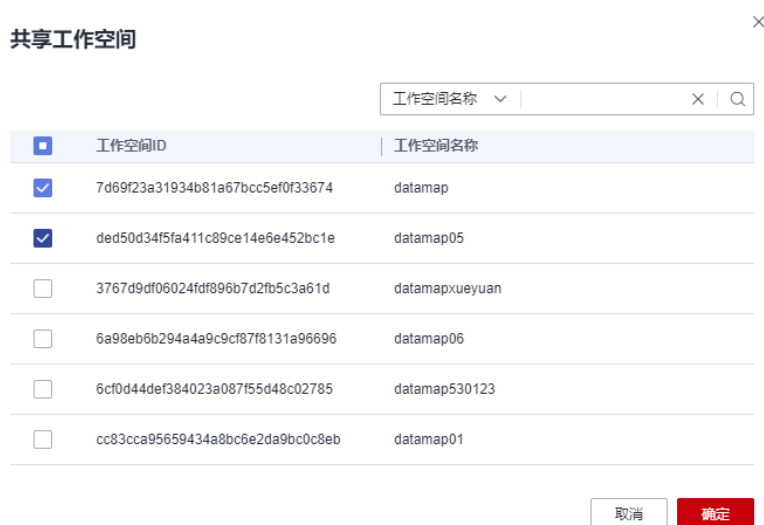 共享工作空间
工作空间名称
工作空间ID 工作空间名称
7d69f23a31934b81a67bcc5ef0f33674 datamap
ded50d34f5fa411c89ce14e6e452bc1e datamap05
3767d9df06024fdf896b7d2fb5c3a61d datamapxueyuan
6a98eb6b294a4a9c9cf87f8131a96696 datamap06
6cf0d44def384023a087f55d48c02785 datamap530123
cc83cca95659434a8bc6e2da9bc0c8eb datamap01
取消 确定